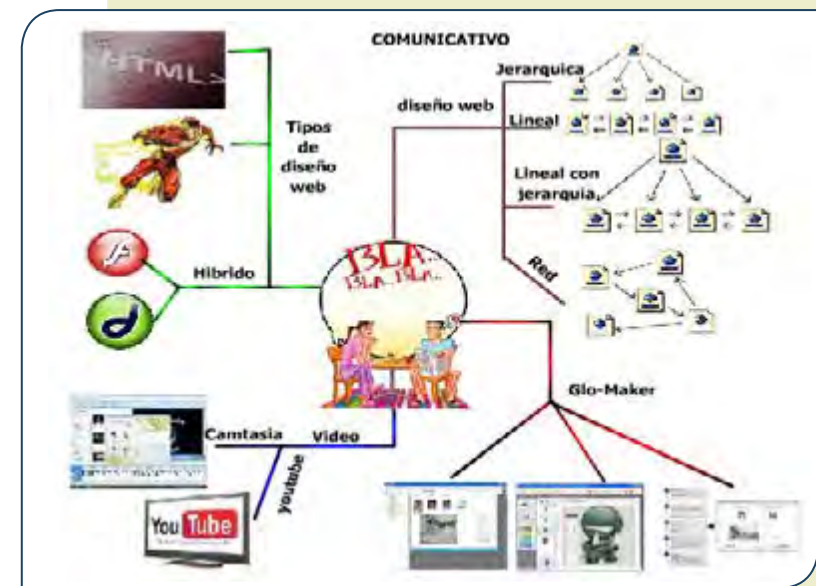 COMUNICATIVO
HTML>
Tipos
de
diseño
web
Hibrido
diseño web
Jerarquica
Lineal
Lineal con
jerarquia
Red
BLA..
BLA..BLA..
Glo-Maker
Camtasia
Video
youtube
You Tube